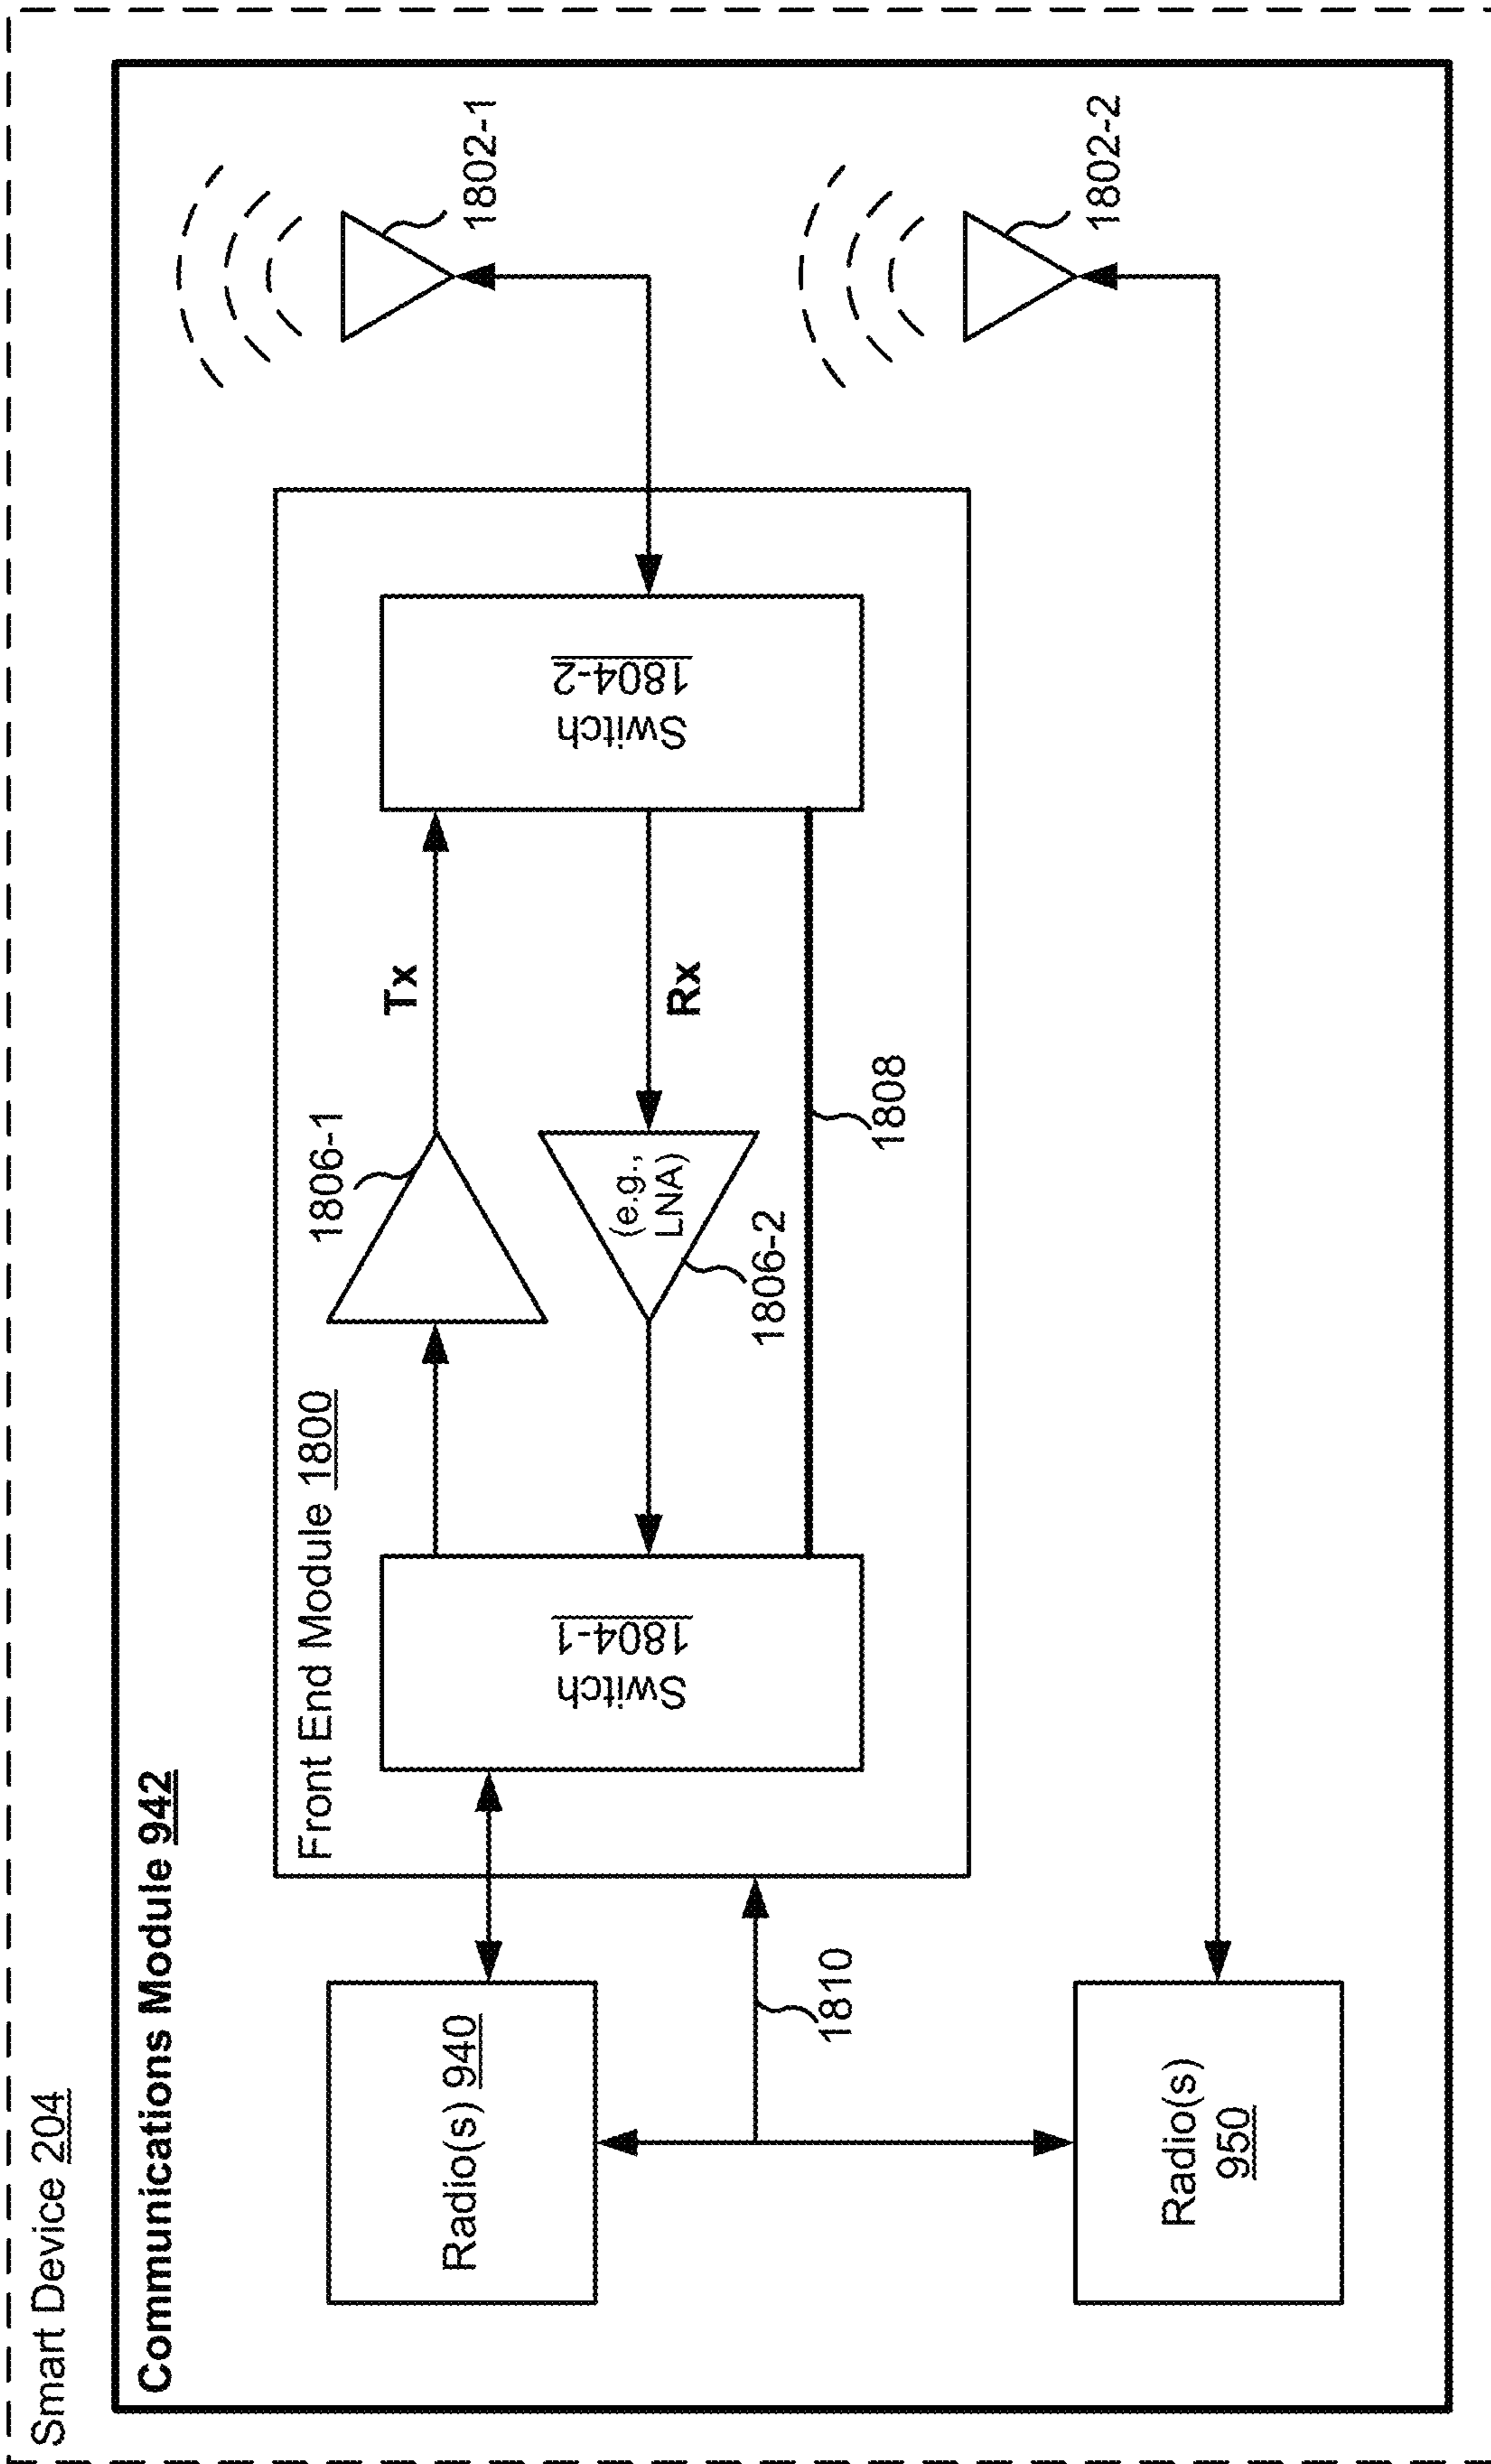 Smart Device 204
Communications Module 942
Front End Module 1800
1806-1
Tx
1802-1
Radio(s) 940
Switch
1804-1
(e.g.,
LNA)
Rx
Switch
1804-2
1806-2
1810
1808
1802-2
Radio(s)
950